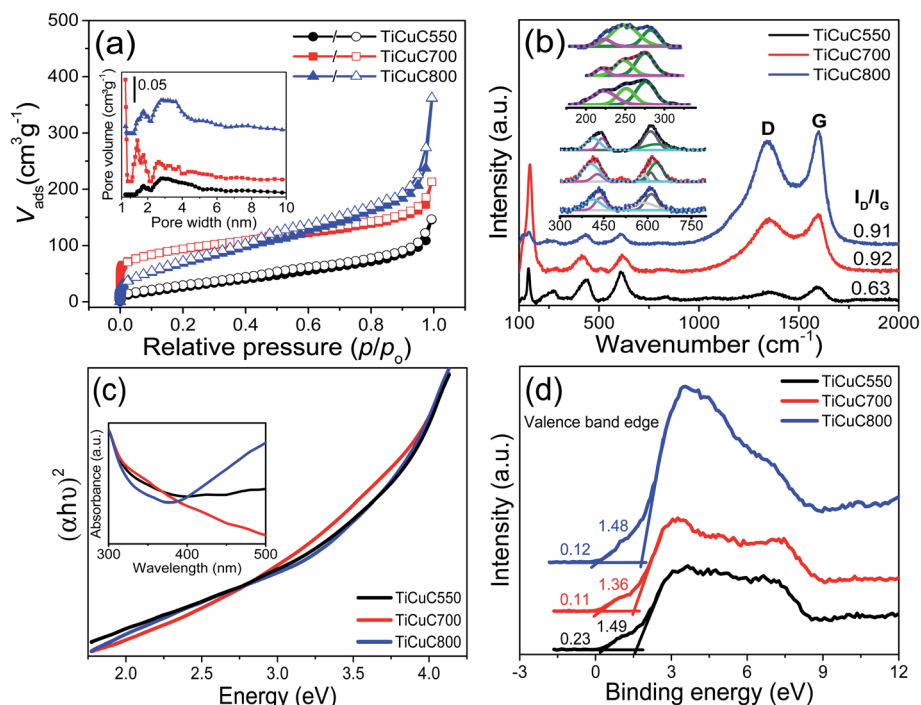 (a)
TiCuC550
TiCuC700
TiCuC800
V_ads (cm³g⁻¹)
500
400
300
200
100
0
0.0 0.2 0.4 0.6 0.8 1.0
Relative pressure (p/p_o)
0.05
Pore volume (cm³g⁻¹)
1 2 4 6 8 10
Pore width (nm)
(b)
TiCuC550
TiCuC700
TiCuC800
Intensity (a.u.)
200 250 300
300 450 600 750
D G
I_D/I_G
0.91
0.92
0.63
100 500 1000 1500 2000
Wavenumber (cm⁻¹)
(c)
(αhυ)²
Absorbance (a.u.)
300 400 500
Wavelength (nm)
TiCuC550
TiCuC700
TiCuC800
2.0 2.5 3.0 3.5 4.0
Energy (eV)
(d)
TiCuC550
TiCuC700
TiCuC800
Valence band edge
Intensity (a.u.)
1.48
0.12
1.36
0.11
1.49
0.23
-3 0 3 6 9 12
Binding energy (eV)